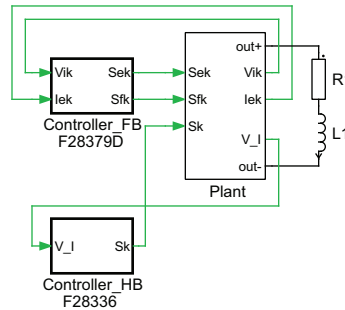 out+
Vik
Sek
Sek
Vik
R
Iek
Sfk
Sfk
Iek
Controller_FB
F28379D
Sk
V_I
L1
out-
Plant
V_I
Sk
Controller_HB
F28336